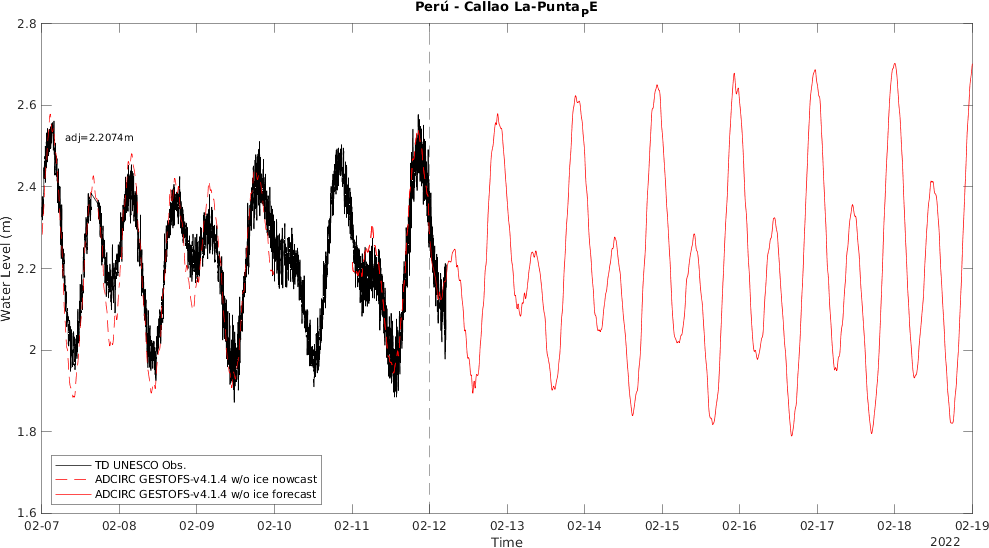 Perú - Callao La-PuntapE
2.8
2.6
2.4
2.2
2
1.8
1.6
Water Level (m)
adj=2.2074m
TD UNESCO Obs.
ADCIRC GESTOFS-v4.1.4 w/o ice nowcast
ADCIRC GESTOFS-v4.1.4 w/o ice forecast
02-07 02-08 02-09 02-10 02-11 02-12 02-13 02-14 02-15 02-16 02-17 02-18 02-19
Time
2022